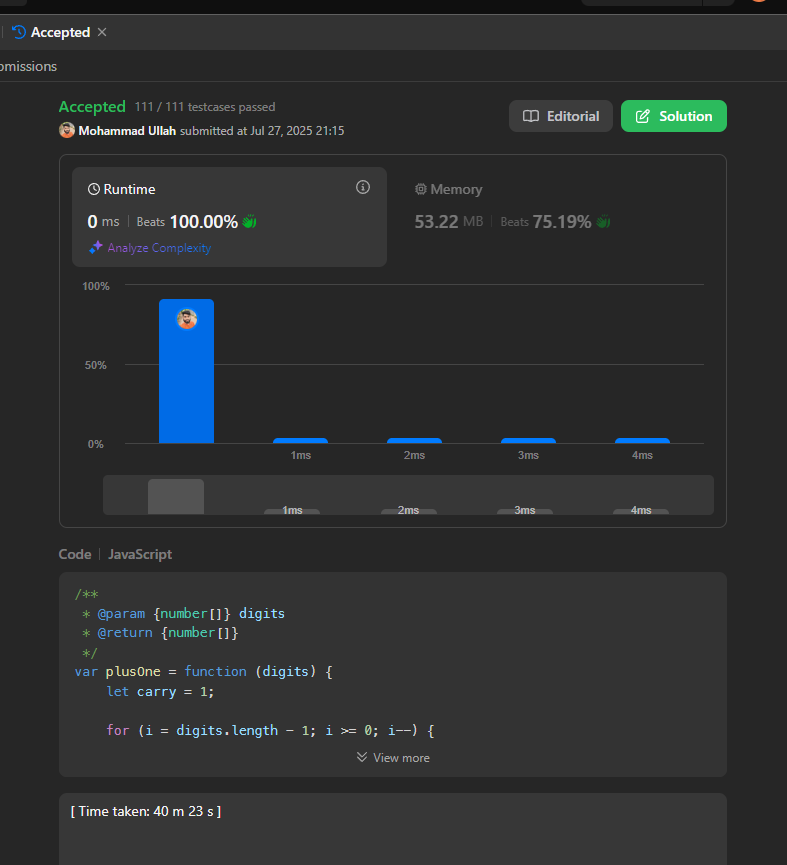 Accepted
omissions
Accepted 111 / 111 testcases passed
Mohammad Ullah submitted at Jul 27, 2025 21:15
Editorial
Solution
Runtime
0 ms | Beats 100.00%
Analyze Complexity
Memory
53.22 MB | Beats 75.19%
100%
50%
0%
1ms 2ms 3ms 4ms
1ms 2ms 3ms 4ms
Code | JavaScript
/**
 * @param {number[]} digits
 * @return {number[]}
 */
var plusOne = function (digits) {
    let carry = 1;
    for (i = digits.length - 1; i >= 0; i--) {
View more
[ Time taken: 40 m 23 s ]